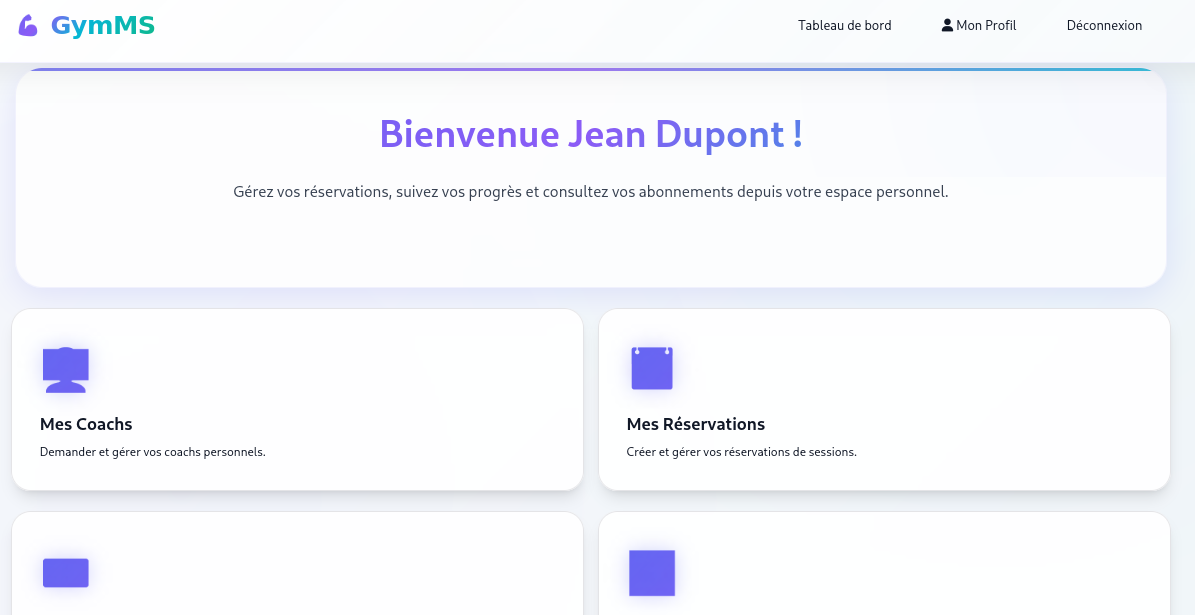 GymMS
Tableau de bord
Mon Profil
Déconnexion
Bienvenue Jean Dupont !
Gérez vos réservations, suivez vos progrès et consultez vos abonnements depuis votre espace personnel.
Mes Coachs
Demander et gérer vos coachs personnels.
Mes Réservations
Créer et gérer vos réservations de sessions.